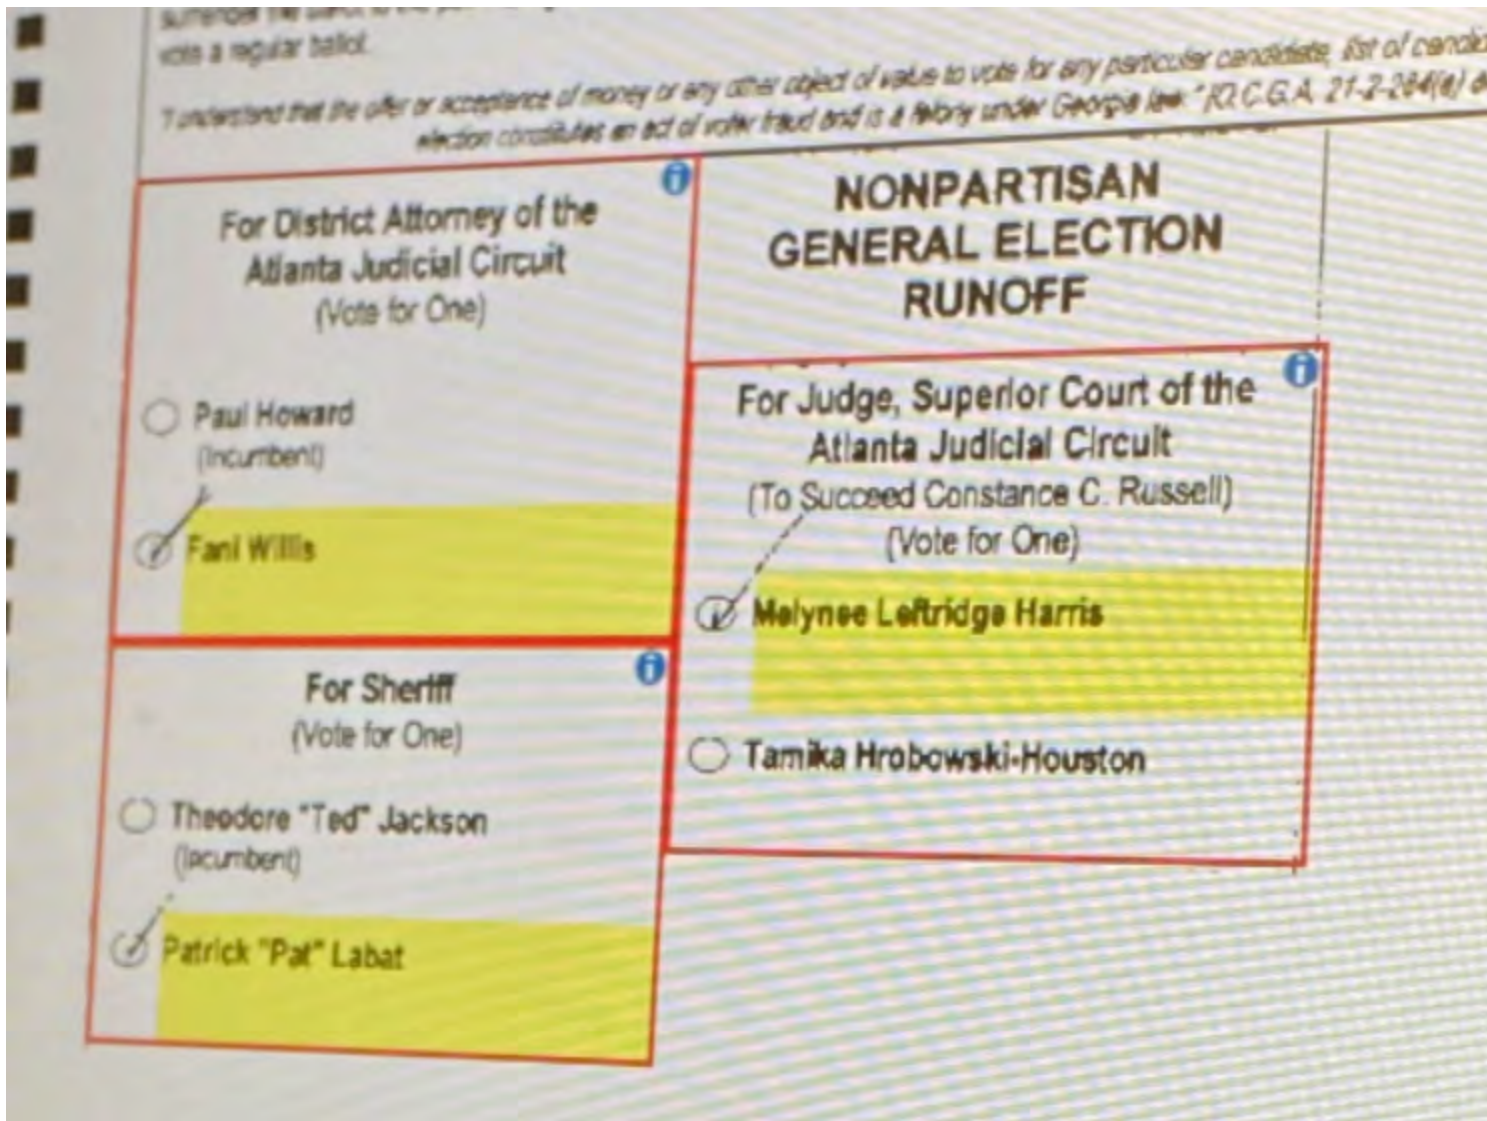 vote a regular ballot.
"I understand that the offer or acceptance of money or any other object of value to vote for any particular candidate, list of
election constitutes an act of voter fraud and is a felony under Georgia law." [O.C.G.A. 21-2-284(e)
For District Attorney of the
Atlanta Judicial Circuit
(Vote for One)
Paul Howard
(Incumbent)
Fani Willis
For Sheriff
(Vote for One)
Theodore "Ted" Jackson
(Incumbent)
Patrick "Pat" Labat
NONPARTISAN
GENERAL ELECTION
RUNOFF
For Judge, Superior Court of the
Atlanta Judicial Circuit
(To Succeed Constance C. Russell)
(Vote for One)
Melynee Leftridge Harris
Tamika Hrobowski-Houston